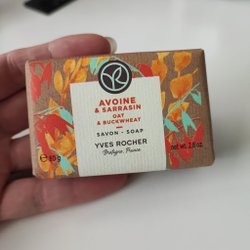 AVOINE
& SARRASIN
OAT
& BUCKWHEAT
SAVON - SOAP
YVES ROCHER
Bretagne, France
e 80 g
net wt. 2.8 oz.